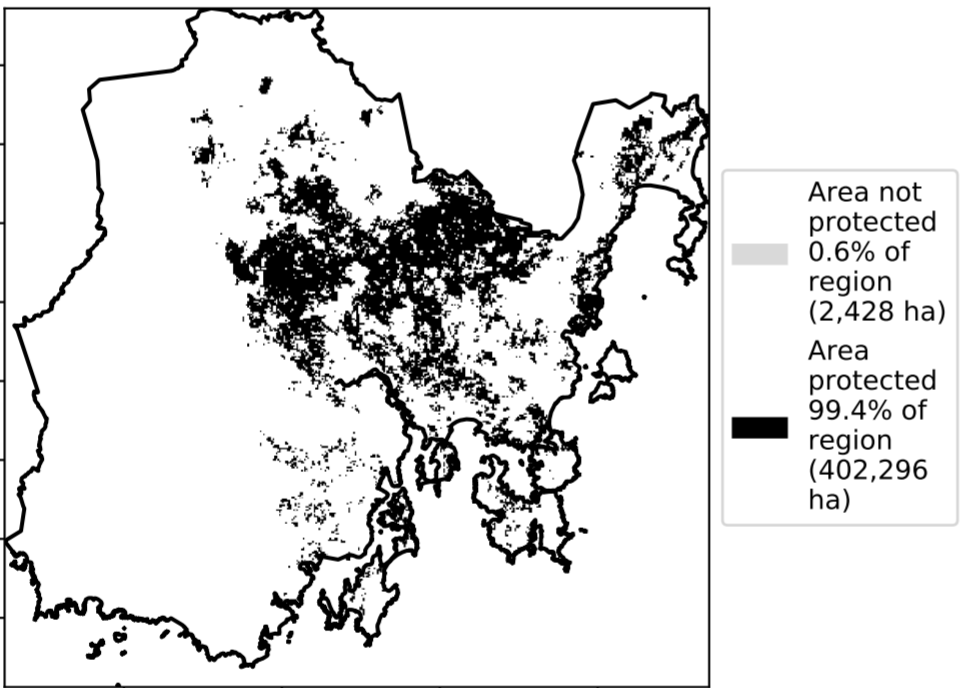 Area not
protected
0.6% of
region
(2,428 ha)
Area
protected
99.4% of
region
(402,296
ha)